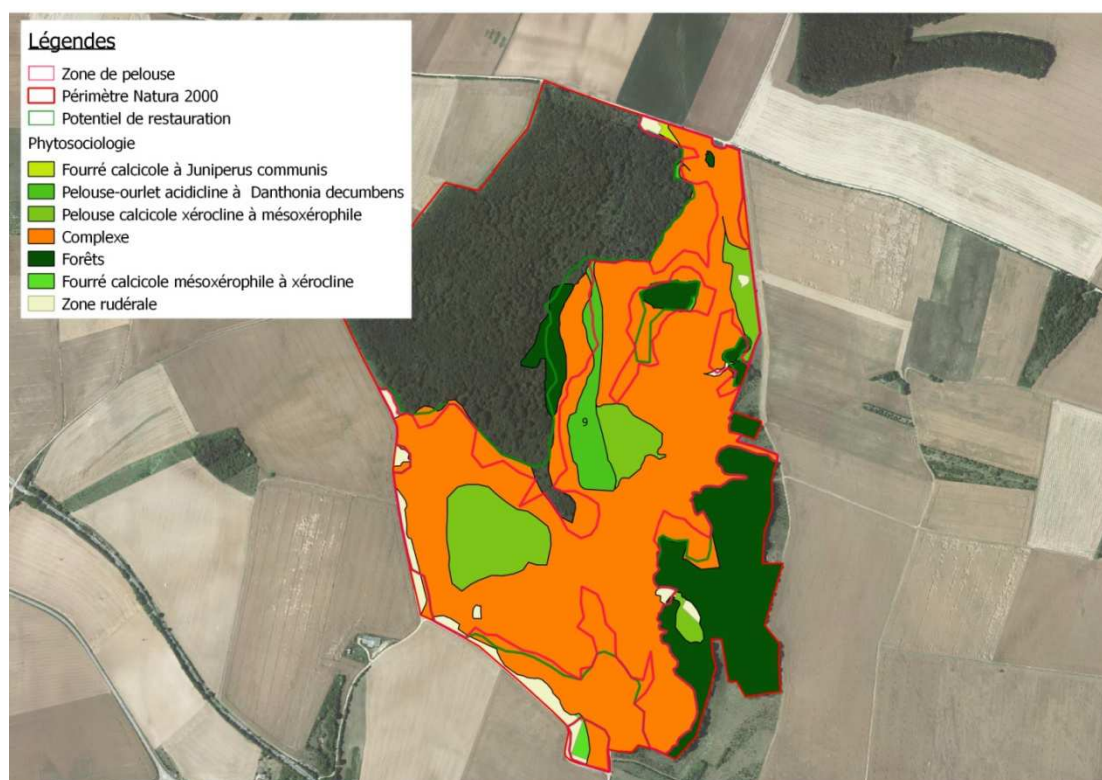 Légendes
Zone de pelouse
Périmètre Natura 2000
Potentiel de restauration
Phytosociologie
Fourré calcicole à Juniperus communis
Pelouse-ourlet acidicline à Danthonia decumbens
Pelouse calcicole xérocline à mésoxérophile
Complexe
Forêts
Fourré calcicole mésoxérophile à xérocline
Zone rudérale
9